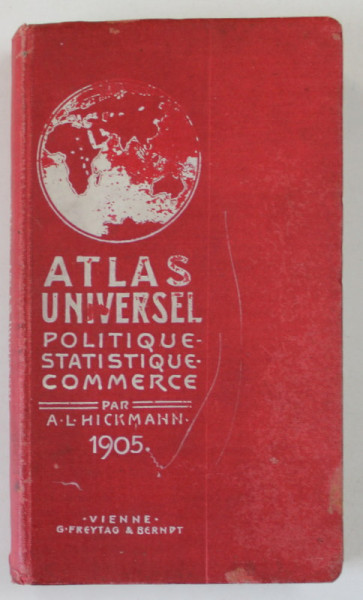 ATLAS
UNIVERSEL
POLITIQUE-
STATISTIQUE-
COMMERCE
PAR
A·L·HICKMANN·
1905.
·VIENNE·
G·FREYTAG & BERNDT